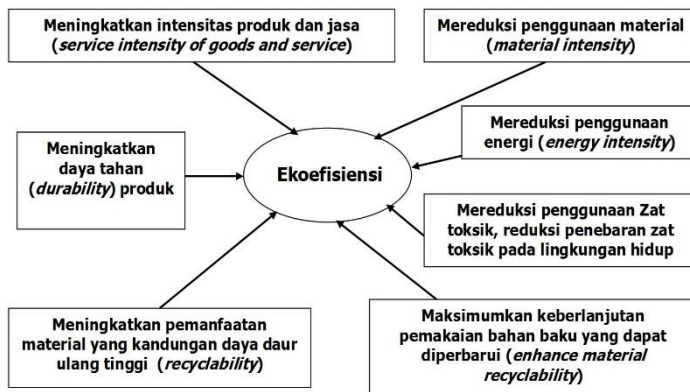 Meningkatkan intensitas produk dan jasa
(service intensity of goods and service)
Mereduksi penggunaan material
(material intensity)
Mereduksi penggunaan
energi (energy intensity)
Meningkatkan
daya tahan
(durability) produk
Ekoefisiensi
Mereduksi penggunaan Zat
toksik, reduksi penebaran zat
toksik pada lingkungan hidup
Meningkatkan pemanfaatan
material yang kandungan daya daur
ulang tinggi (recyclability)
Maksimumkan keberlanjutan
pemakaian bahan baku yang dapat
diperbarui (enhance material
recyclability)